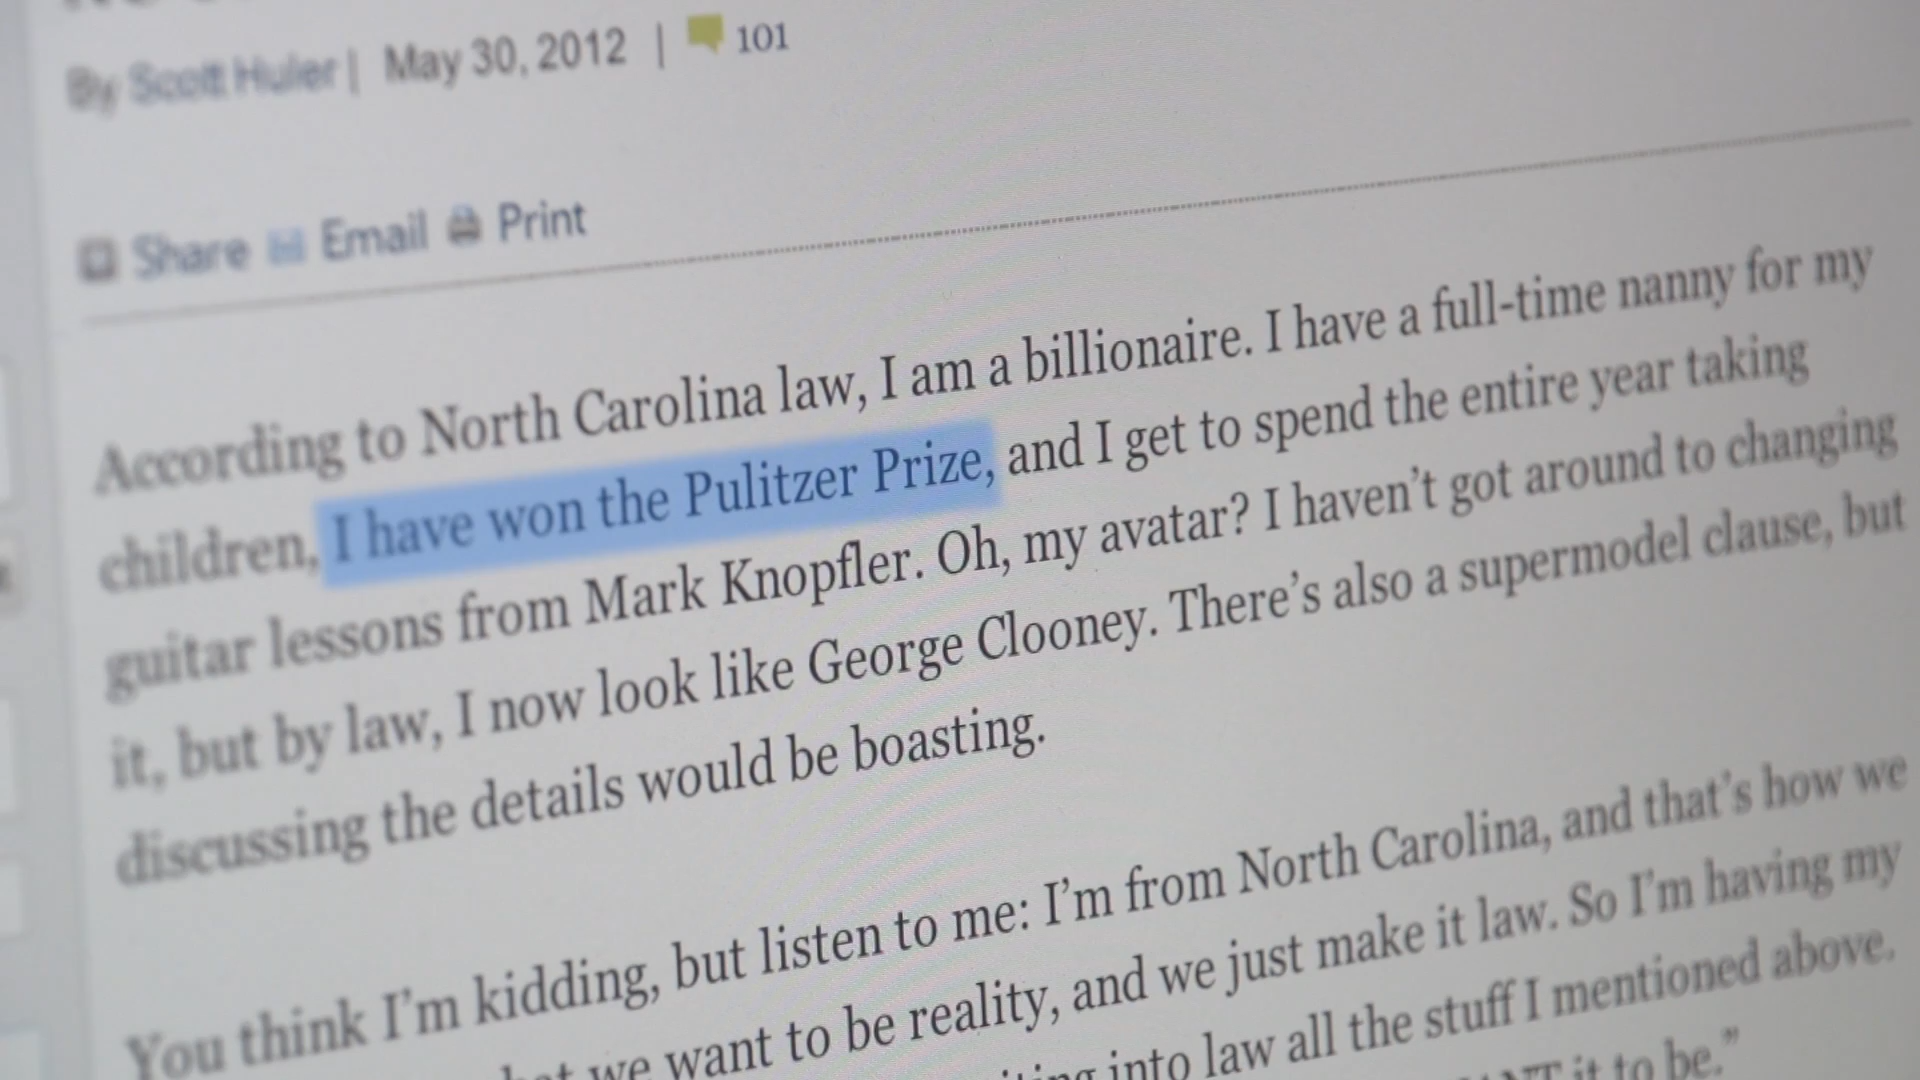 By Scott Huler | May 30, 2012 | 101
Share Email Print
According to North Carolina law, I am a billionaire. I have a full-time nanny for my
children, I have won the Pulitzer Prize, and I get to spend the entire year taking
guitar lessons from Mark Knopfler. Oh, my avatar? I haven't got around to changing
it, but by law, I now look like George Clooney. There's also a supermodel clause, but
discussing the details would be boasting.
You think I'm kidding, but listen to me: I'm from North Carolina, and that's how we
we want to be reality, and we just make it law. So I'm having my
into law all the stuff I mentioned above.
it to be."